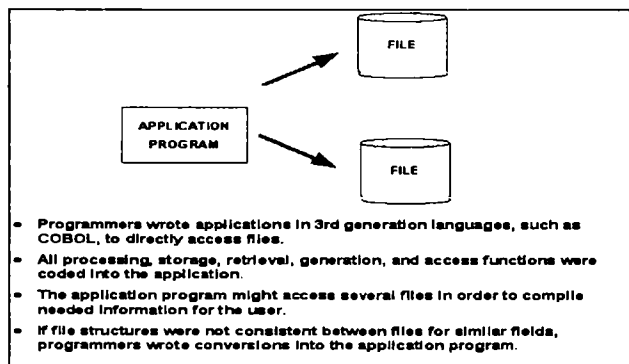 FILE
APPLICATION
PROGRAM
FILE
• Programmers wrote applications in 3rd generation languages, such as
COBOL, to directly access files.
• All processing, storage, retrieval, generation, and access functions were
coded into the application.
• The application program might access several files in order to compile
needed information for the user.
• If file structures were not consistent between files for similar fields,
programmers wrote conversions into the application program.